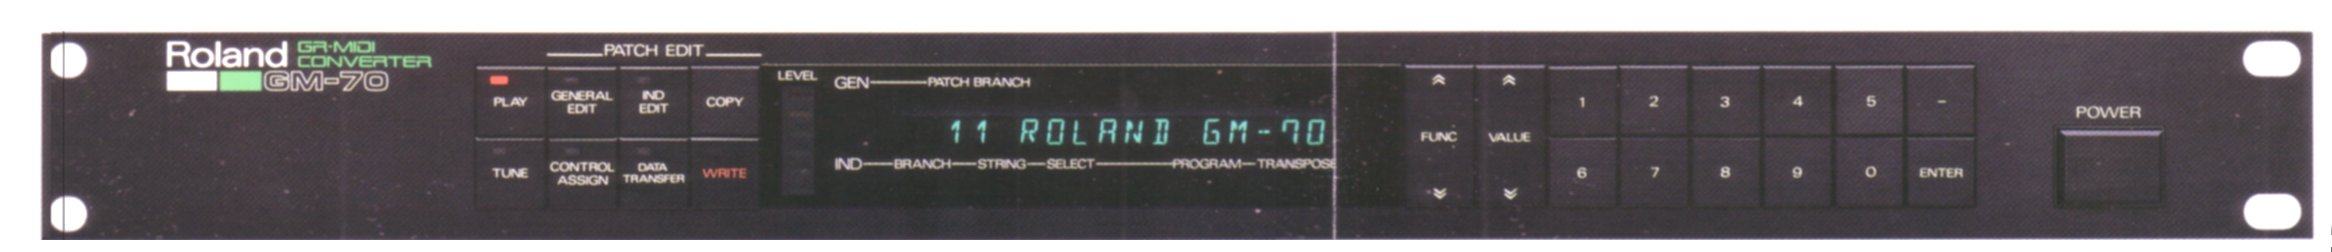 Roland GR-MIDI
CONVERTER
GM-70
PATCH EDIT
PLAY
GENERAL
EDIT
IND
EDIT
COPY
TUNE
CONTROL
ASSIGN
DATA
TRANSFER
WRITE
LEVEL
GEN PATCH BRANCH
11 ROLAND GM-70
IND BRANCH STRING SELECT PROGRAM TRANSPOSE
FUNC
VALUE
1 2 3 4 5 -
6 7 8 9 0 ENTER
POWER